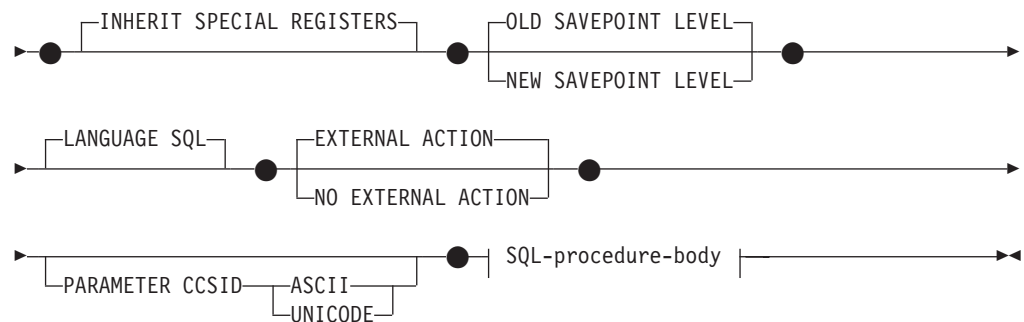 INHERIT SPECIAL REGISTERS
OLD SAVEPOINT LEVEL
NEW SAVEPOINT LEVEL
LANGUAGE SQL
EXTERNAL ACTION
NO EXTERNAL ACTION
PARAMETER CCSID
ASCII
UNICODE
SQL-procedure-body